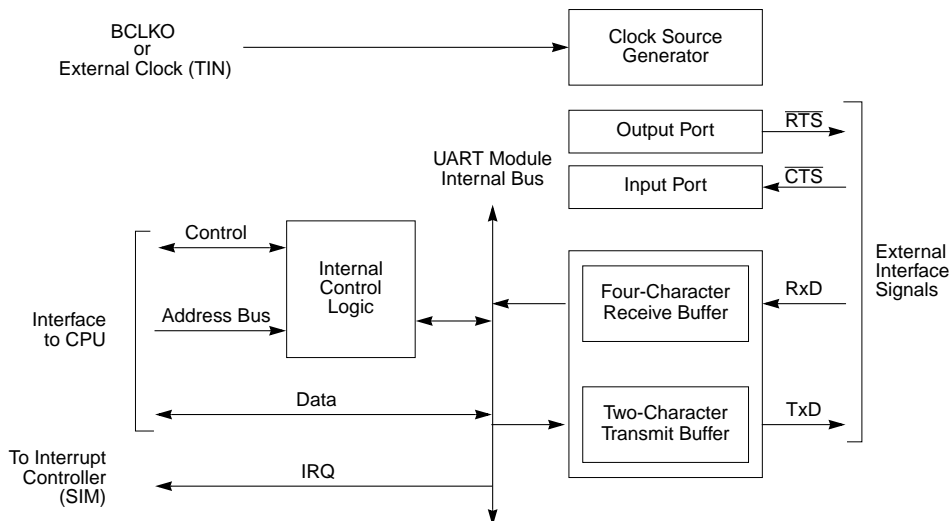 BCLKO
or
External Clock (TIN)
Clock Source
Generator
Output Port
RTS
UART Module
Internal Bus
Input Port
CTS
Control
Internal
Control
Logic
External
Interface
Signals
Four-Character
Receive Buffer
RxD
Interface
to CPU
Address Bus
Data
Two-Character
Transmit Buffer
TxD
To Interrupt
Controller
(SIM)
IRQ